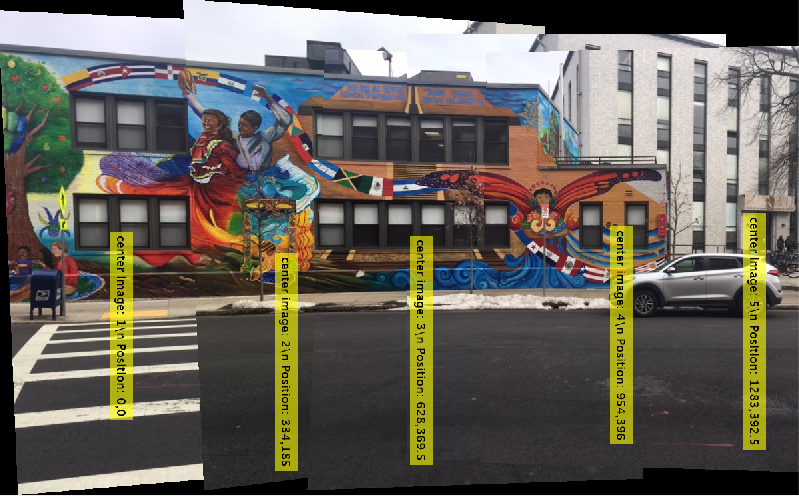 center image: 1\n Position: 0,0
center image: 2\n Position: 334,185
center image: 3\n Position: 628,369.5
center image: 4\n Position: 954,396
center image: 5\n Position: 1283,392.5